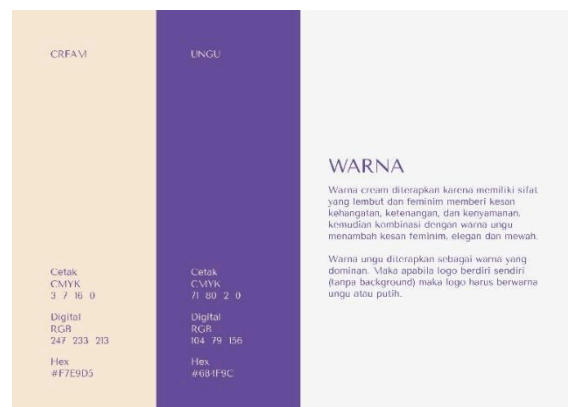 CREAM
Cetak
CMYK
3 7 16 0
Digital
RGB
247 233 213
Hex
#F7E9D5
UNGU
Cetak
CMYK
71 80 2 0
Digital
RGB
104 79 156
Hex
#684F9C
WARNA
Warna cream diterapkan karena memiliki sifat
yang lembut dan feminim memberi kesan
kehangatan, ketenangan, dan kenyamanan,
kemudian kombinasi dengan warna ungu
menambah kesan feminim, elegan dan mewah.
Warna ungu diterapkan sebagai warna yang
dominan. Maka apabila logo berdiri sendiri
(tanpa background) maka logo harus berwarna
ungu atau putih.